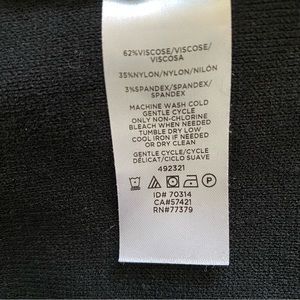 62%VISCOSE/VISCOSE/
VISCOSA
35%NYLON/NYLON/NILÓN
3%SPANDEX/SPANDEX/
SPANDEX
MACHINE WASH COLD
GENTLE CYCLE
ONLY NON-CHLORINE
BLEACH WHEN NEEDED
TUMBLE DRY LOW
COOL IRON IF NEEDED
OR DRY CLEAN
GENTLE CYCLE/CYCLE
DÉLICAT/CICLO SUAVE
492321
P
ID# 70314
CA#57421
RN#77379